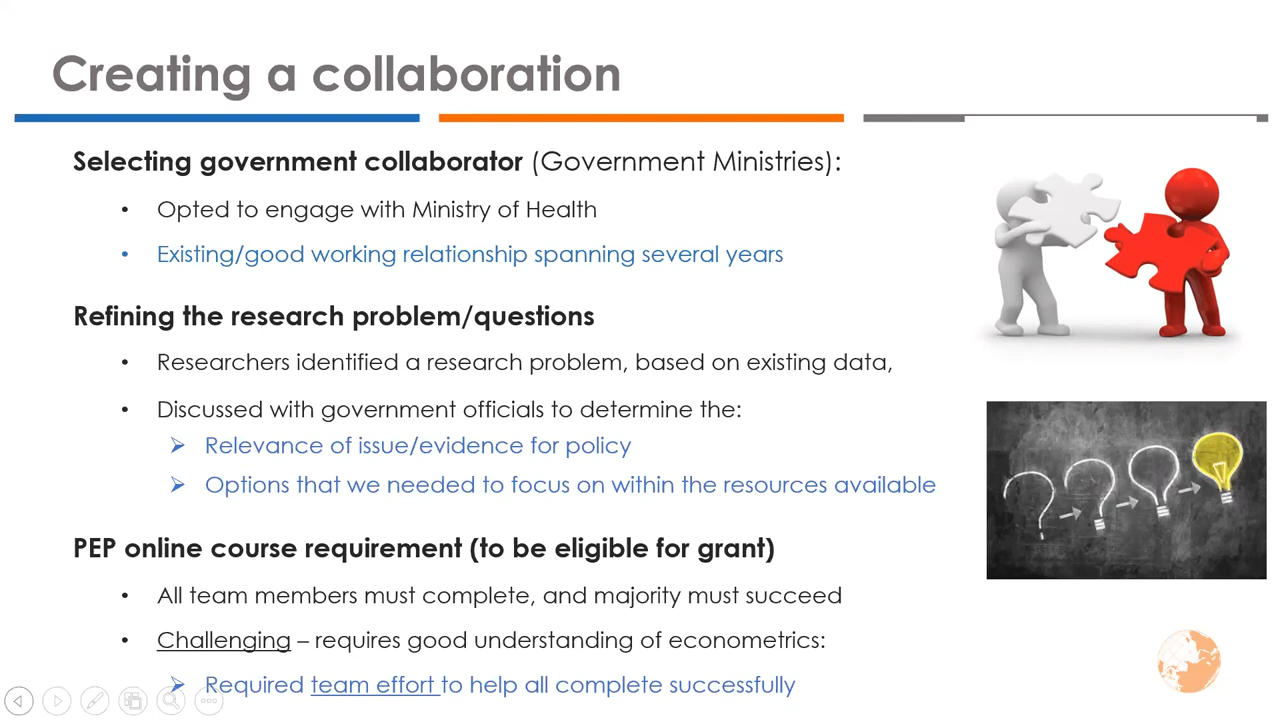 Creating a collaboration
Selecting government collaborator (Government Ministries):
• Opted to engage with Ministry of Health
• Existing/good working relationship spanning several years
Refining the research problem/questions
• Researchers identified a research problem, based on existing data,
• Discussed with government officials to determine the:
➢ Relevance of issue/evidence for policy
➢ Options that we needed to focus on within the resources available
PEP online course requirement (to be eligible for grant)
• All team members must complete, and majority must succeed
• Challenging – requires good understanding of econometrics:
➢ Required team effort to help all complete successfully